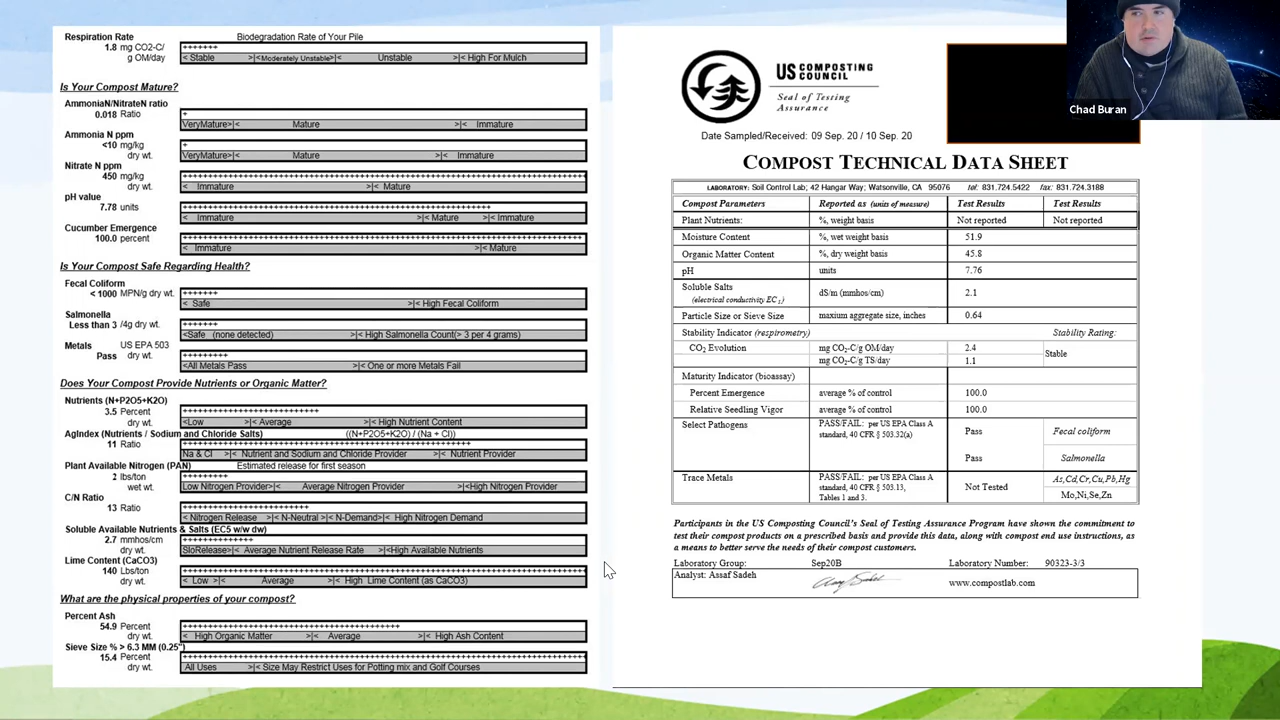 Respiration Rate Biodegradation Rate of Your Pile
1.8 mg CO2-C/ +++++++
g OM/day < Stable >|<Moderately Unstable>|< Unstable >|< High For Mulch
Is Your Compost Mature?
AmmoniaN/NitrateN ratio
0.018 Ratio +
VeryMature>|< Mature >|< Immature
Ammonia N ppm
<10 mg/kg +
dry wt. VeryMature>|< Mature >|< Immature
Nitrate N ppm
450 mg/kg
dry wt. < Immature >|< Mature
pH value
7.78 units
< Immature >|< Mature >|< Immature
Cucumber Emergence
100.0 percent
< Immature >|< Mature
Is Your Compost Safe Regarding Health?
Fecal Coliform
< 1000 MPN/g dry wt. +++++++
< Safe >|< High Fecal Coliform
Salmonella
Less than 3 /4g dry wt. +++++++
<Safe (none detected) >|< High Salmonella Count(> 3 per 4 grams)
Metals US EPA 503
Pass dry wt. +++++++++
<All Metals Pass >|< One or more Metals Fail
Does Your Compost Provide Nutrients or Organic Matter?
Nutrients (N+P2O5+K2O)
3.5 Percent
dry wt. <Low >|< Average >|< High Nutrient Content
AgIndex (Nutrients / Sodium and Chloride Salts) ((N+P2O5+K2O) / (Na + Cl))
11 Ratio
Na & Cl >|< Nutrient and Sodium and Chloride Provider >|< Nutrient Provider
Plant Available Nitrogen (PAN) Estimated release for first season
2 lbs/ton +++++++++
wet wt. Low Nitrogen Provider>|< Average Nitrogen Provider >|<High Nitrogen Provider
C/N Ratio
13 Ratio
< Nitrogen Release >|< N-Neutral >|< N-Demand>|< High Nitrogen Demand
Soluble Available Nutrients & Salts (EC5 w/w dw)
2.7 mmhos/cm
dry wt. SloRelease>|< Average Nutrient Release Rate >|<High Available Nutrients
Lime Content (CaCO3)
140 Lbs/ton
dry wt. < Low >|< Average >|< High Lime Content (as CaCO3)
What are the physical properties of your compost?
Percent Ash
54.9 Percent
dry wt. < High Organic Matter >|< Average >|< High Ash Content
Sieve Size % > 6.3 MM (0.25")
15.4 Percent
dry wt. All Uses >|< Size May Restrict Uses for Potting mix and Golf Courses
US COMPOSTING
COUNCIL
Seal of Testing
Assurance
Chad Buran
Date Sampled/Received: 09 Sep. 20 / 10 Sep. 20
COMPOST TECHNICAL DATA SHEET
LABORATORY: Soil Control Lab; 42 Hangar Way; Watsonville, CA 95076 tel: 831.724.5422 fax: 831.724.3188
Compost Parameters Reported as (units of measure) Test Results Test Results
Plant Nutrients: %, weight basis Not reported Not reported
Moisture Content %, wet weight basis 51.9
Organic Matter Content %, dry weight basis 45.8
pH units 7.76
Soluble Salts
(electrical conductivity EC5) dS/m (mmhos/cm) 2.1
Particle Size or Sieve Size maxium aggregate size, inches 0.64
Stability Indicator (respirometry) Stability Rating:
CO2 Evolution mg CO2-C/g OM/day 2.4
mg CO2-C/g TS/day 1.1 Stable
Maturity Indicator (bioassay)
Percent Emergence average % of control 100.0
Relative Seedling Vigor average % of control 100.0
Select Pathogens PASS/FAIL: per US EPA Class A Pass Fecal coliform
standard, 40 CFR § 503.32(a)
Pass Salmonella
Trace Metals PASS/FAIL: per US EPA Class A As,Cd,Cr,Cu,Pb,Hg
standard, 40 CFR § 503.13, Not Tested
Tables 1 and 3. Mo,Ni,Se,Zn
Participants in the US Composting Council's Seal of Testing Assurance Program have shown the commitment to
test their compost products on a prescribed basis and provide this data, along with compost end use instructions, as
a means to better serve the needs of their compost customers.
Laboratory Group: Sep20B Laboratory Number: 90323-3/3
Analyst: Assaf Sadeh www.compostlab.com